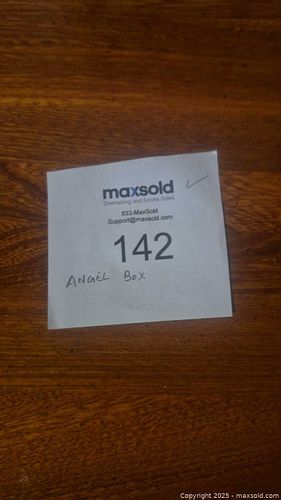 maxsold
Downsizing and Estate Sales
833-MaxSold
Support@maxsold.com
142
ANGEL BOX
Copyright © 2025 - maxsold.com